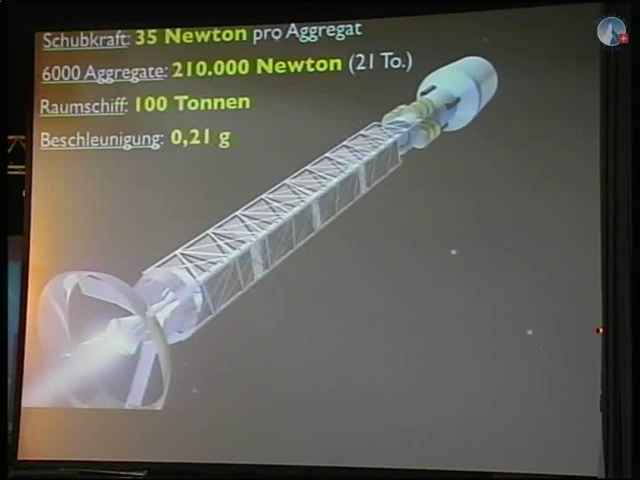 Schubkraft: 35 Newton pro Aggregat
6000 Aggregate: 210.000 Newton (21 To.)
Raumschiff: 100 Tonnen
Beschleunigung: 0,21 g